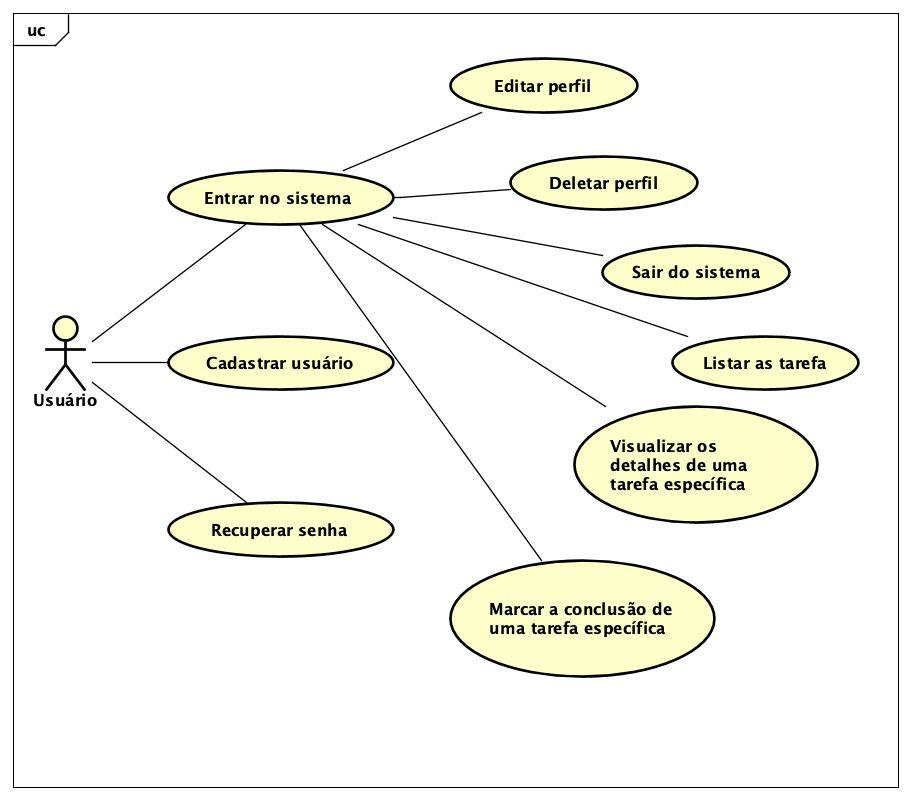 uc
Editar perfil
Deletar perfil
Entrar no sistema
Sair do sistema
Cadastrar usuário
Listar as tarefa
Usuário
Visualizar os
detalhes de uma
tarefa específica
Recuperar senha
Marcar a conclusão de
uma tarefa específica